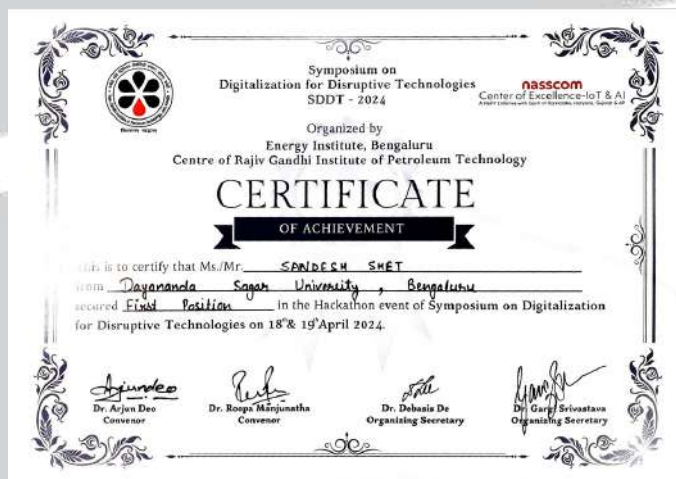 Symposium on
Digitalization for Disruptive Technologies
SDDT - 2024
nasscom
Center of Excellence-IoT & AI
Organized by
Energy Institute, Bengaluru
Centre of Rajiv Gandhi Institute of Petroleum Technology
CERTIFICATE
OF ACHIEVEMENT
This is to certify that Ms./Mr. SANDESH SHET
from Dayananda Sagar University, Bengaluru
secured First Position in the Hackathon event of Symposium on Digitalization
for Disruptive Technologies on 18th & 19th April 2024.
Dr. Arjun Deo
Convenor
Dr. Roopa Manjunatha
Convenor
Dr. Debasis De
Organizing Secretary
Dr. Gargi Srivastava
Organizing Secretary